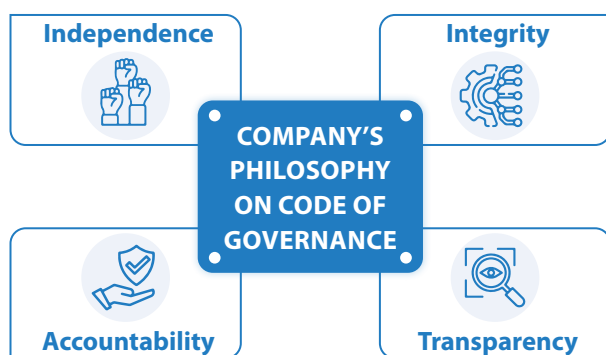 Independence
Integrity
COMPANY'S
PHILOSOPHY
ON CODE OF
GOVERNANCE
Accountability
Transparency